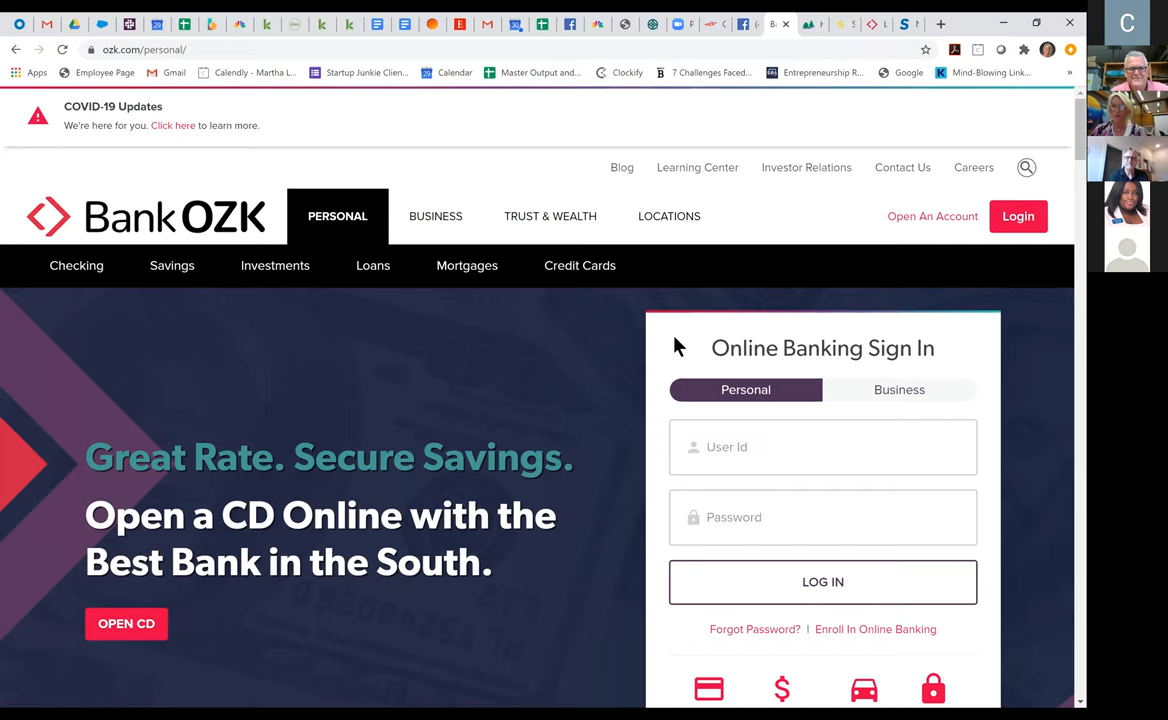 B
C
L
C
ozk.com/personal/
Apps
Employee Page
Gmail
Calendly - Martha L...
Startup Junkie Clien...
Calendar
Master Output and...
Clockify
7 Challenges Faced...
Entrepreneurship R...
Google
Mind-Blowing Link...
»
COVID-19 Updates
We're here for you. Click here to learn more.
Blog
Learning Center
Investor Relations
Contact Us
Careers
Bank OZK
PERSONAL
BUSINESS
TRUST & WEALTH
LOCATIONS
Open An Account
Login
Checking
Savings
Investments
Loans
Mortgages
Credit Cards
Online Banking Sign In
Personal
Business
User Id
Password
LOG IN
Forgot Password? | Enroll In Online Banking
Great Rate. Secure Savings.
Open a CD Online with the
Best Bank in the South.
OPEN CD